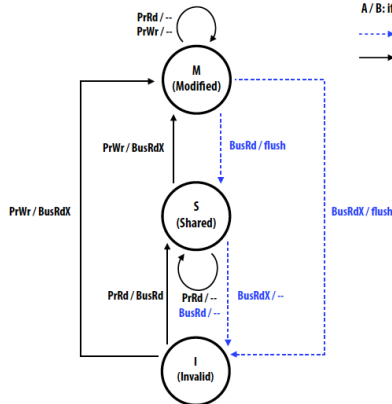 A / B: if
PrRd / --
PrWr / --
M
(Modified)
PrWr / BusRdX
BusRd / flush
S
(Shared)
PrWr / BusRdX
BusRdX / flush
PrRd / BusRd
PrRd / --
BusRd / --
BusRdX / --
I
(Invalid)